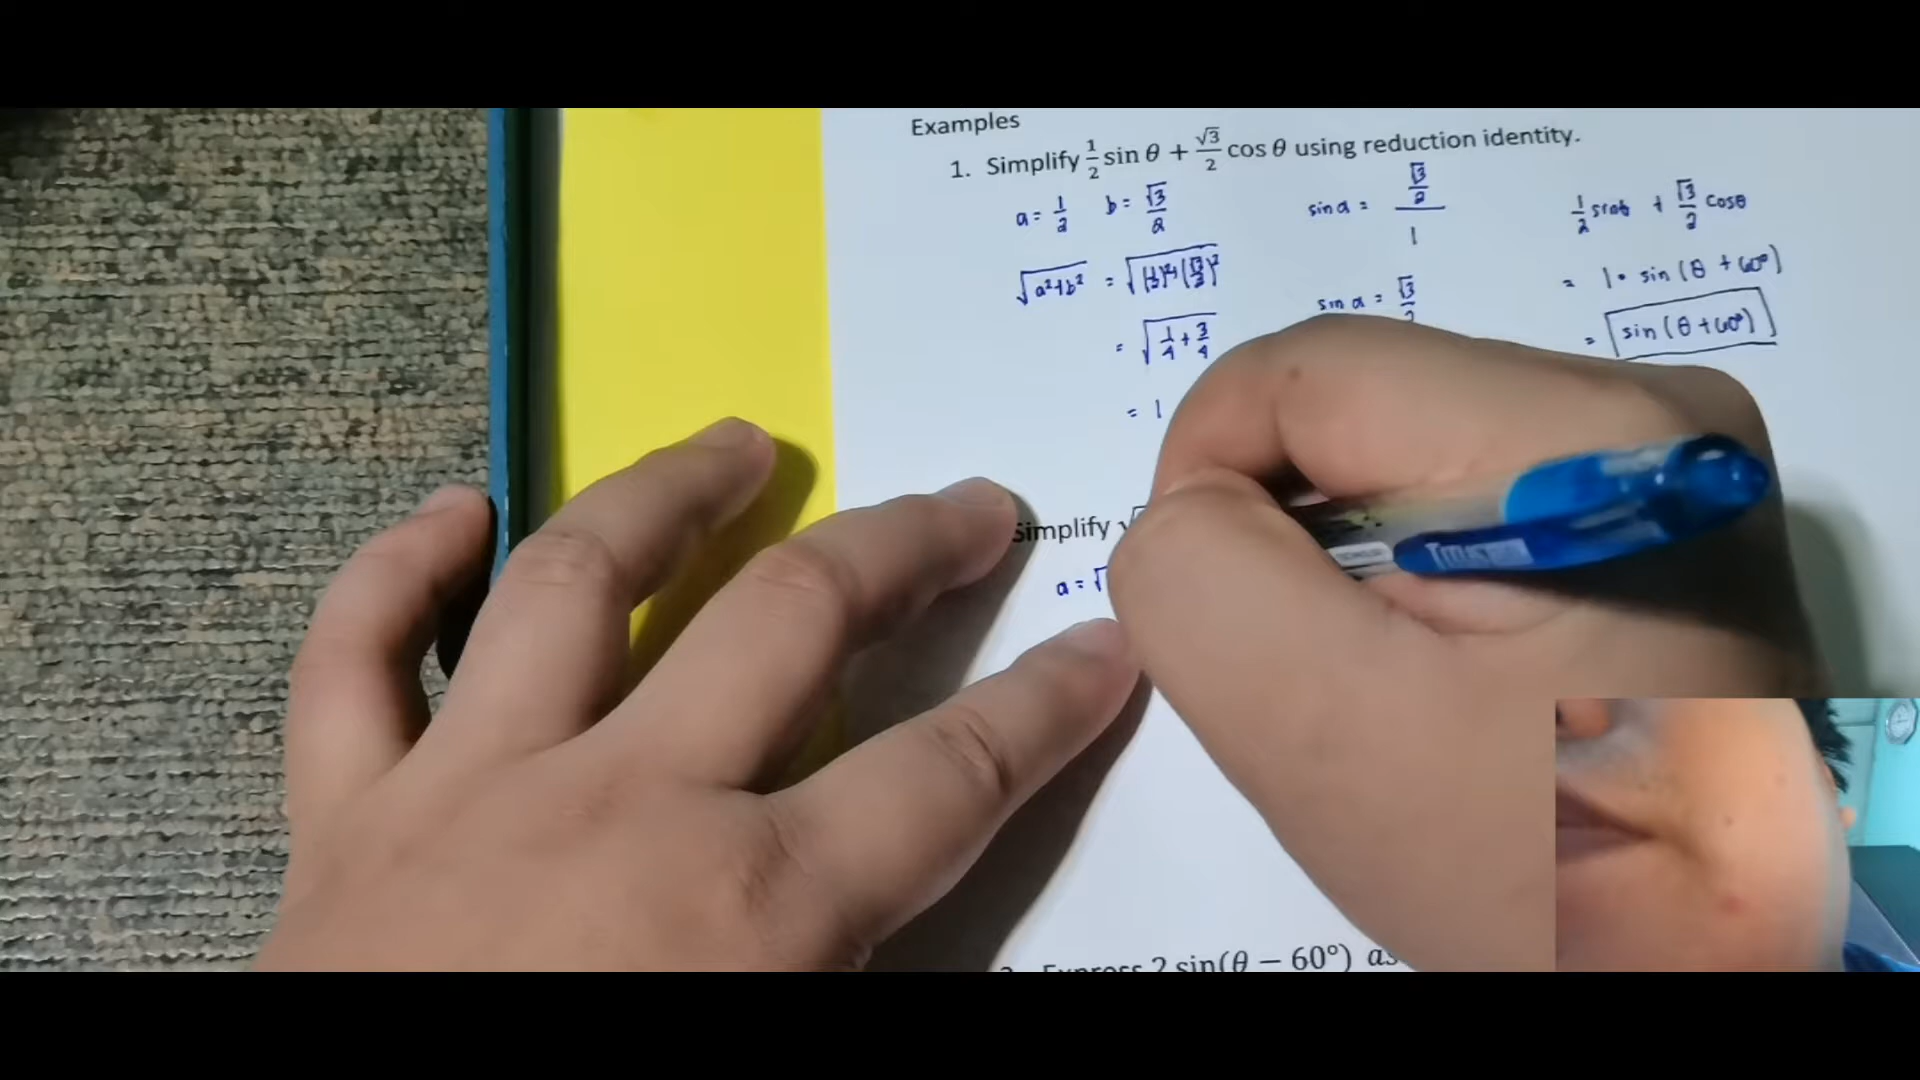 Examples
1. Simplify 1/2 sin θ + √3/2 cos θ using reduction identity.
a = 1/2 b = √3/2
√a²+b² = √(1/2)²+(√3/2)²
= √1/4 + 3/4
= 1
sin α = √3/2 / 1
sin α = √3/2
1/2 sinθ + √3/2 cosθ
= 1 • sin (θ + 60°)
= sin (θ + 60°)
Simplify √
a = √
Express 2 sin(θ − 60°) as